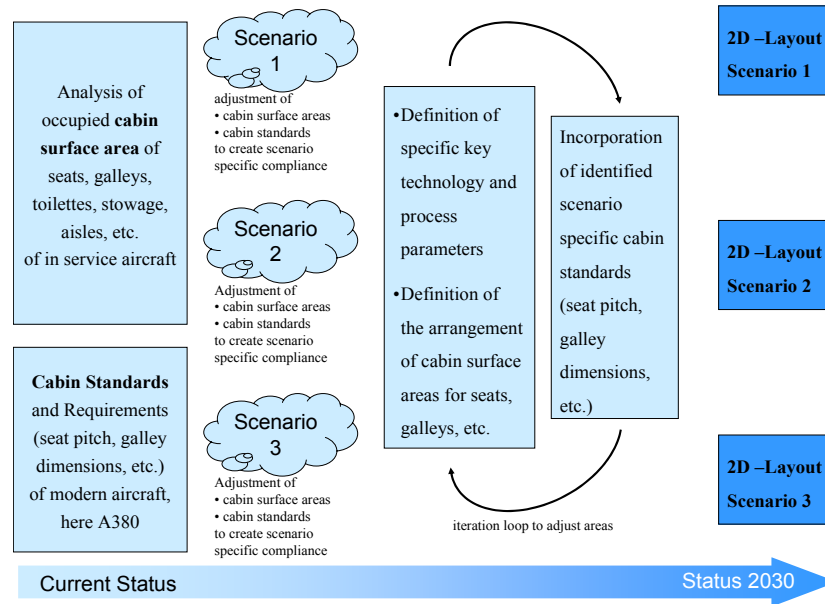 Analysis of
occupied cabin
surface area of
seats, galleys,
toilettes, stowage,
aisles, etc.
of in service aircraft
Cabin Standards
and Requirements
(seat pitch, galley
dimensions, etc.)
of modern aircraft,
here A380
Scenario
1
adjustment of
• cabin surface areas
• cabin standards
to create scenario
specific compliance
Scenario
2
Adjustment of
• cabin surface areas
• cabin standards
to create scenario
specific compliance
Scenario
3
Adjustment of
• cabin surface areas
• cabin standards
to create scenario
specific compliance
•Definition of
specific key
technology and
process
parameters
• Definition of
the arrangement
of cabin surface
areas for seats,
galleys, etc.
Incorporation
of identified
scenario
specific cabin
standards
(seat pitch,
galley
dimensions,
etc.)
iteration loop to adjust areas
2D –Layout
Scenario 1
2D –Layout
Scenario 2
2D –Layout
Scenario 3
Current Status
Status 2030